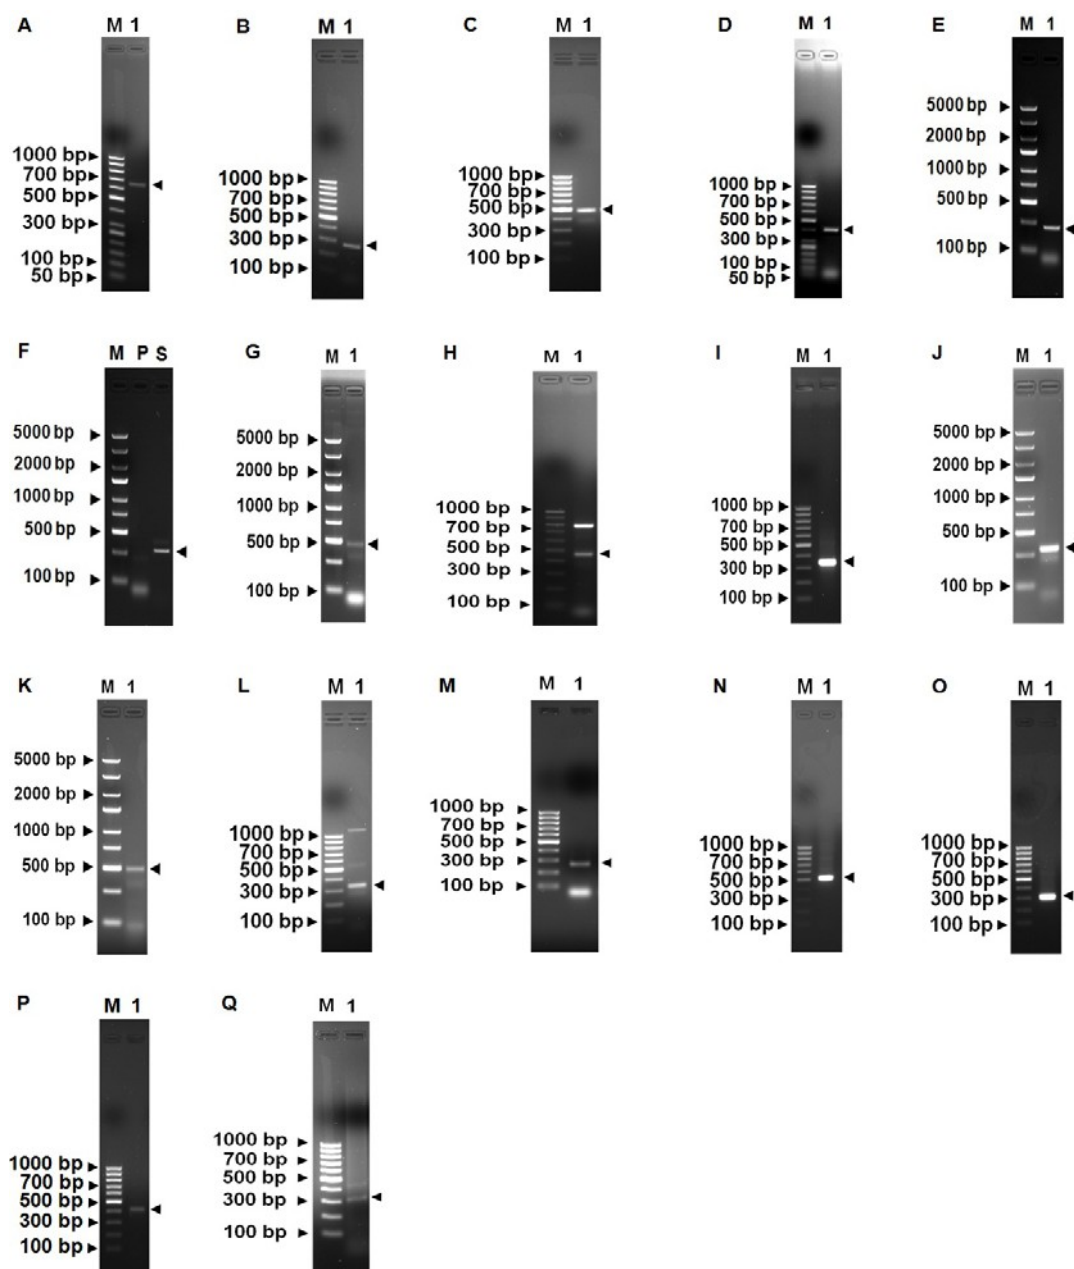 A M 1
1000 bp
700 bp
500 bp
300 bp
100 bp
50 bp
B M 1
1000 bp
700 bp
500 bp
300 bp
100 bp
C M 1
1000 bp
700 bp
500 bp
300 bp
100 bp
D M 1
1000 bp
700 bp
500 bp
300 bp
100 bp
50 bp
E M 1
5000 bp
2000 bp
1000 bp
500 bp
100 bp
F M P S
5000 bp
2000 bp
1000 bp
500 bp
100 bp
G M 1
5000 bp
2000 bp
1000 bp
500 bp
100 bp
H M 1
1000 bp
700 bp
500 bp
300 bp
100 bp
I M 1
1000 bp
700 bp
500 bp
300 bp
100 bp
J M 1
5000 bp
2000 bp
1000 bp
500 bp
100 bp
K M 1
5000 bp
2000 bp
1000 bp
500 bp
100 bp
L M 1
1000 bp
700 bp
500 bp
300 bp
100 bp
M M 1
1000 bp
700 bp
500 bp
300 bp
100 bp
N M 1
1000 bp
700 bp
500 bp
300 bp
100 bp
O M 1
1000 bp
700 bp
500 bp
300 bp
100 bp
P M 1
1000 bp
700 bp
500 bp
300 bp
100 bp
Q M 1
1000 bp
700 bp
500 bp
300 bp
100 bp